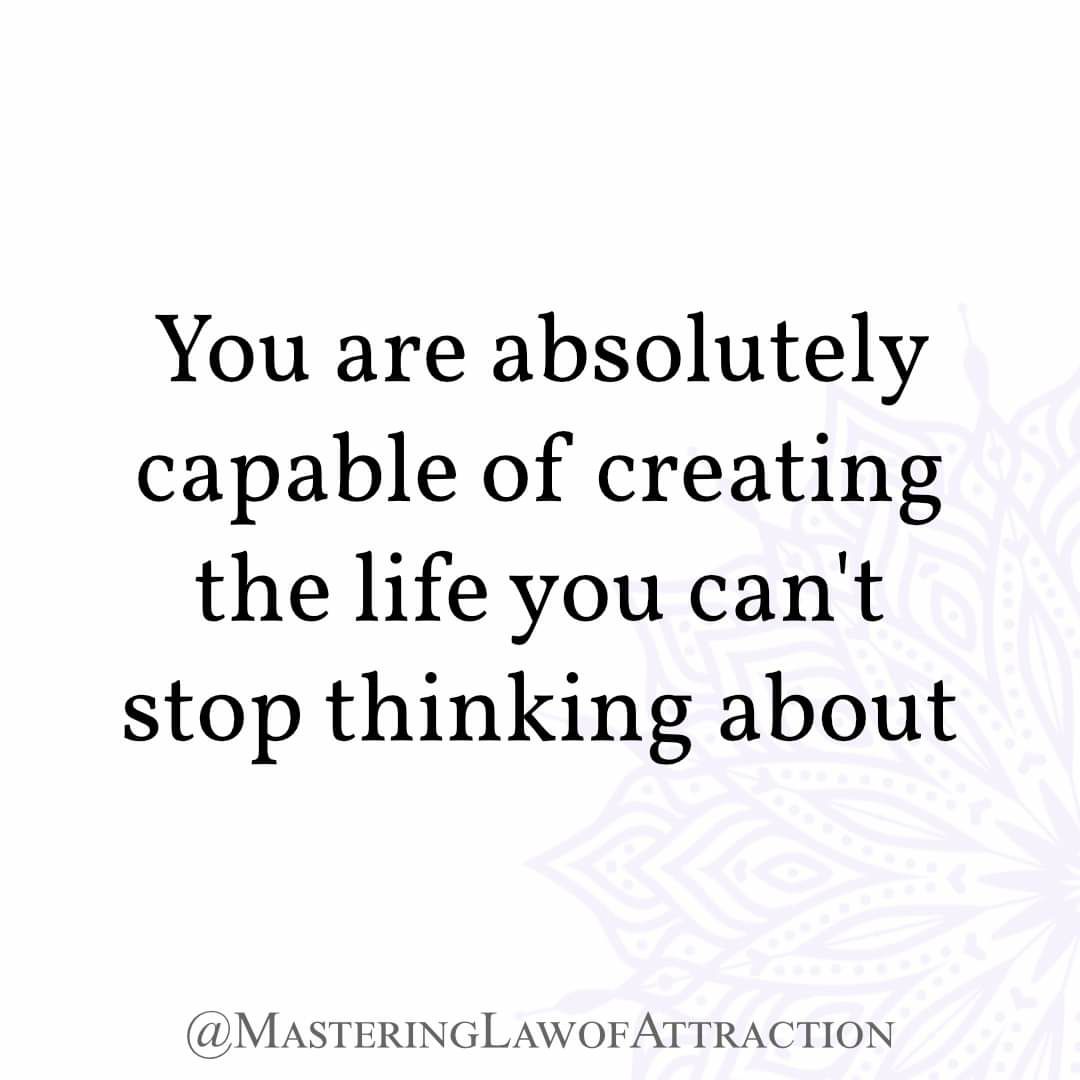 You are absolutely
capable of creating
the life you can't
stop thinking about
@MasteringLawofAttraction